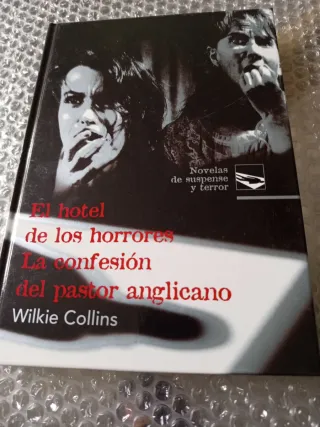 Novelas
de suspense
y terror
El hotel
de los horrores
La confesión
del pastor anglicano
Wilkie Collins